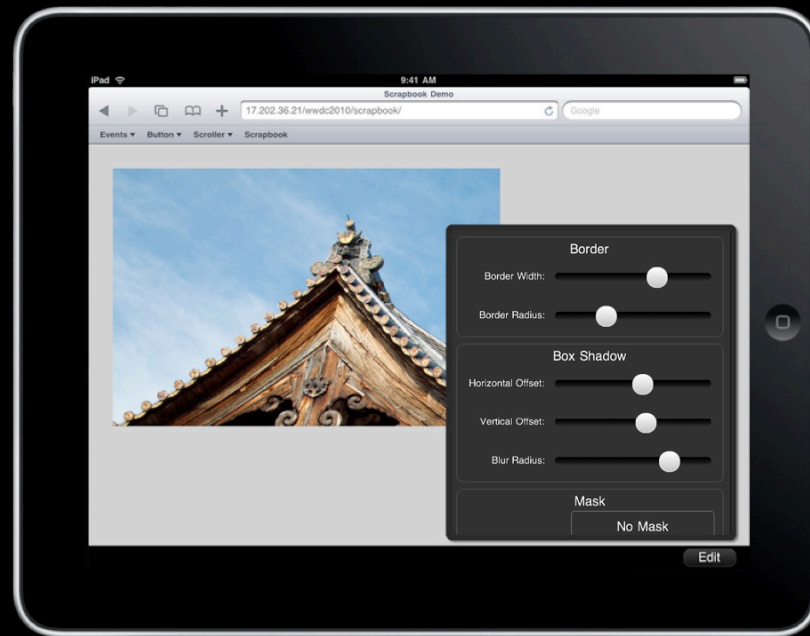 iPad 9:41 AM
Scrapbook Demo
17.202.36.21/wwdc2010/scrapbook/ Google
Events ▾ Button ▾ Scroller ▾ Scrapbook
Border
Border Width:
Border Radius:
Box Shadow
Horizontal Offset:
Vertical Offset:
Blur Radius:
Mask
No Mask
Edit